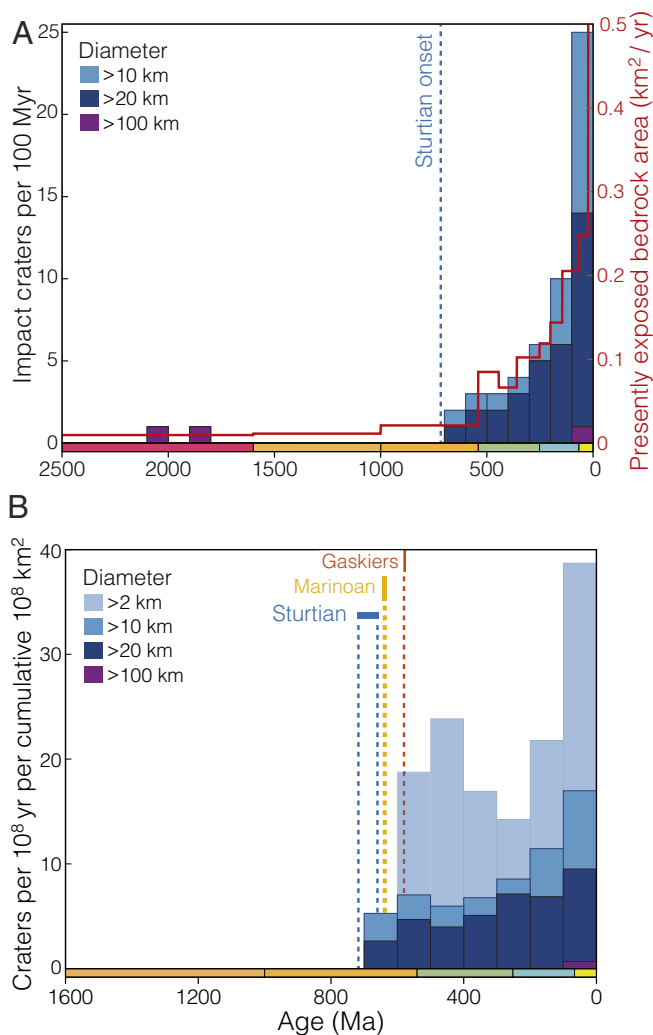 A
Diameter
>10 km
>20 km
>100 km
Sturtian onset
Impact craters per 100 Myr
25
20
15
10
5
0
Presently exposed bedrock area (km² / yr)
0.5
0.4
0.3
0.2
0.1
0
2500
2000
1500
1000
500
0
B
Diameter
>2 km
>10 km
>20 km
>100 km
Gaskiers
Marinoan
Sturtian
Craters per 10⁸ yr per cumulative 10⁸ km²
40
30
20
10
0
1600
1200
800
400
0
Age (Ma)